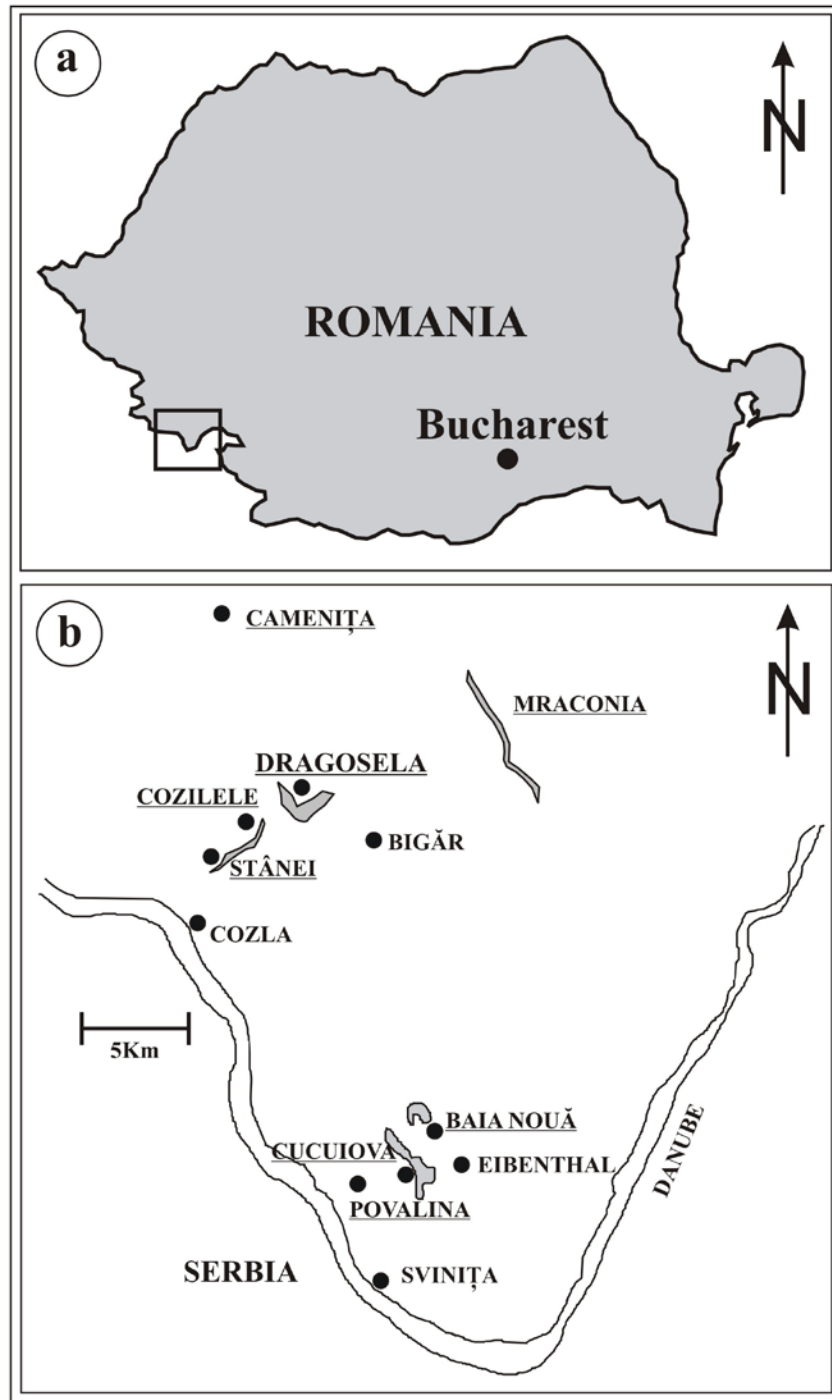 a
N
ROMANIA
Bucharest
b
N
CAMENIȚA
MRACONIA
DRAGOSELA
COZILELE
BIGĂR
STÂNEI
COZLA
5Km
BAIA NOUĂ
CUCUIOVA
EIBENTHAL
POVALINA
DANUBE
SERBIA
SVINIȚA